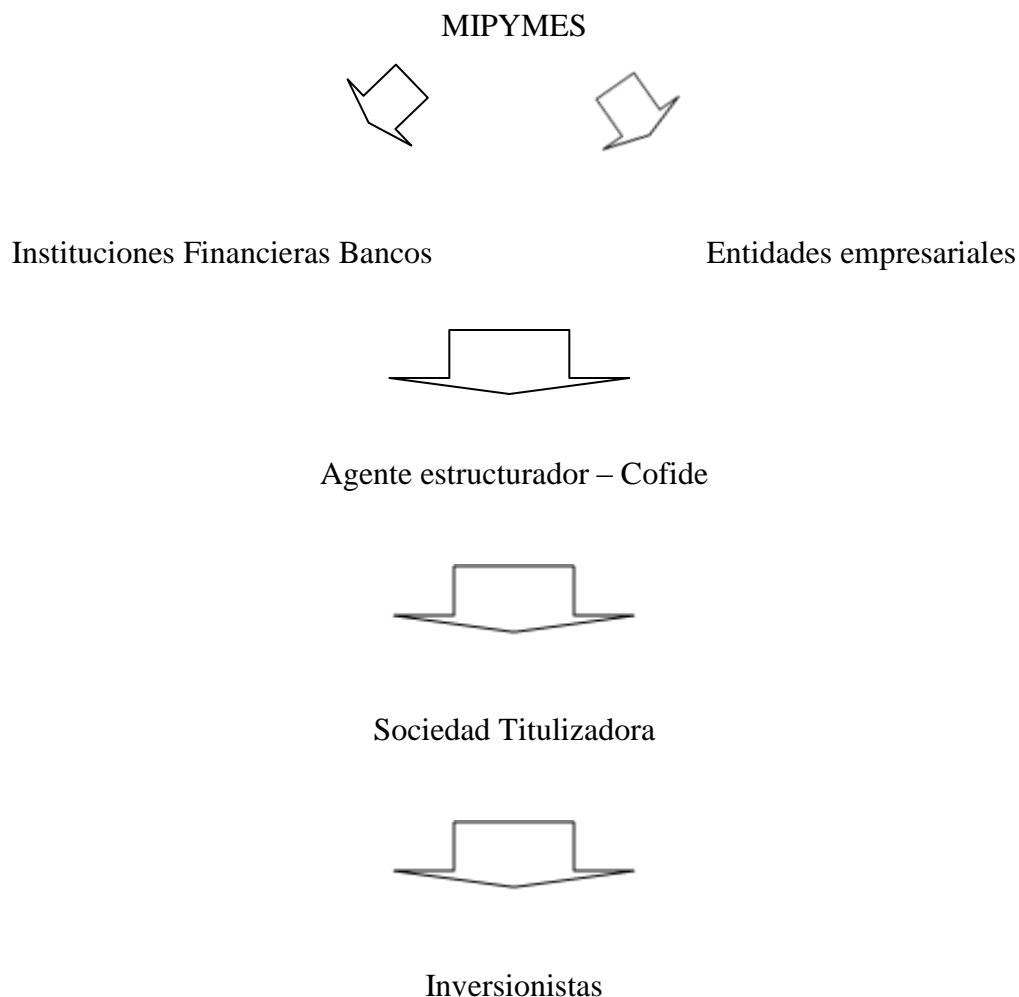 MIPYMES
Instituciones Financieras Bancos
Entidades empresariales
Agente estructurador – Cofide
Sociedad Titulizadora
Inversionistas